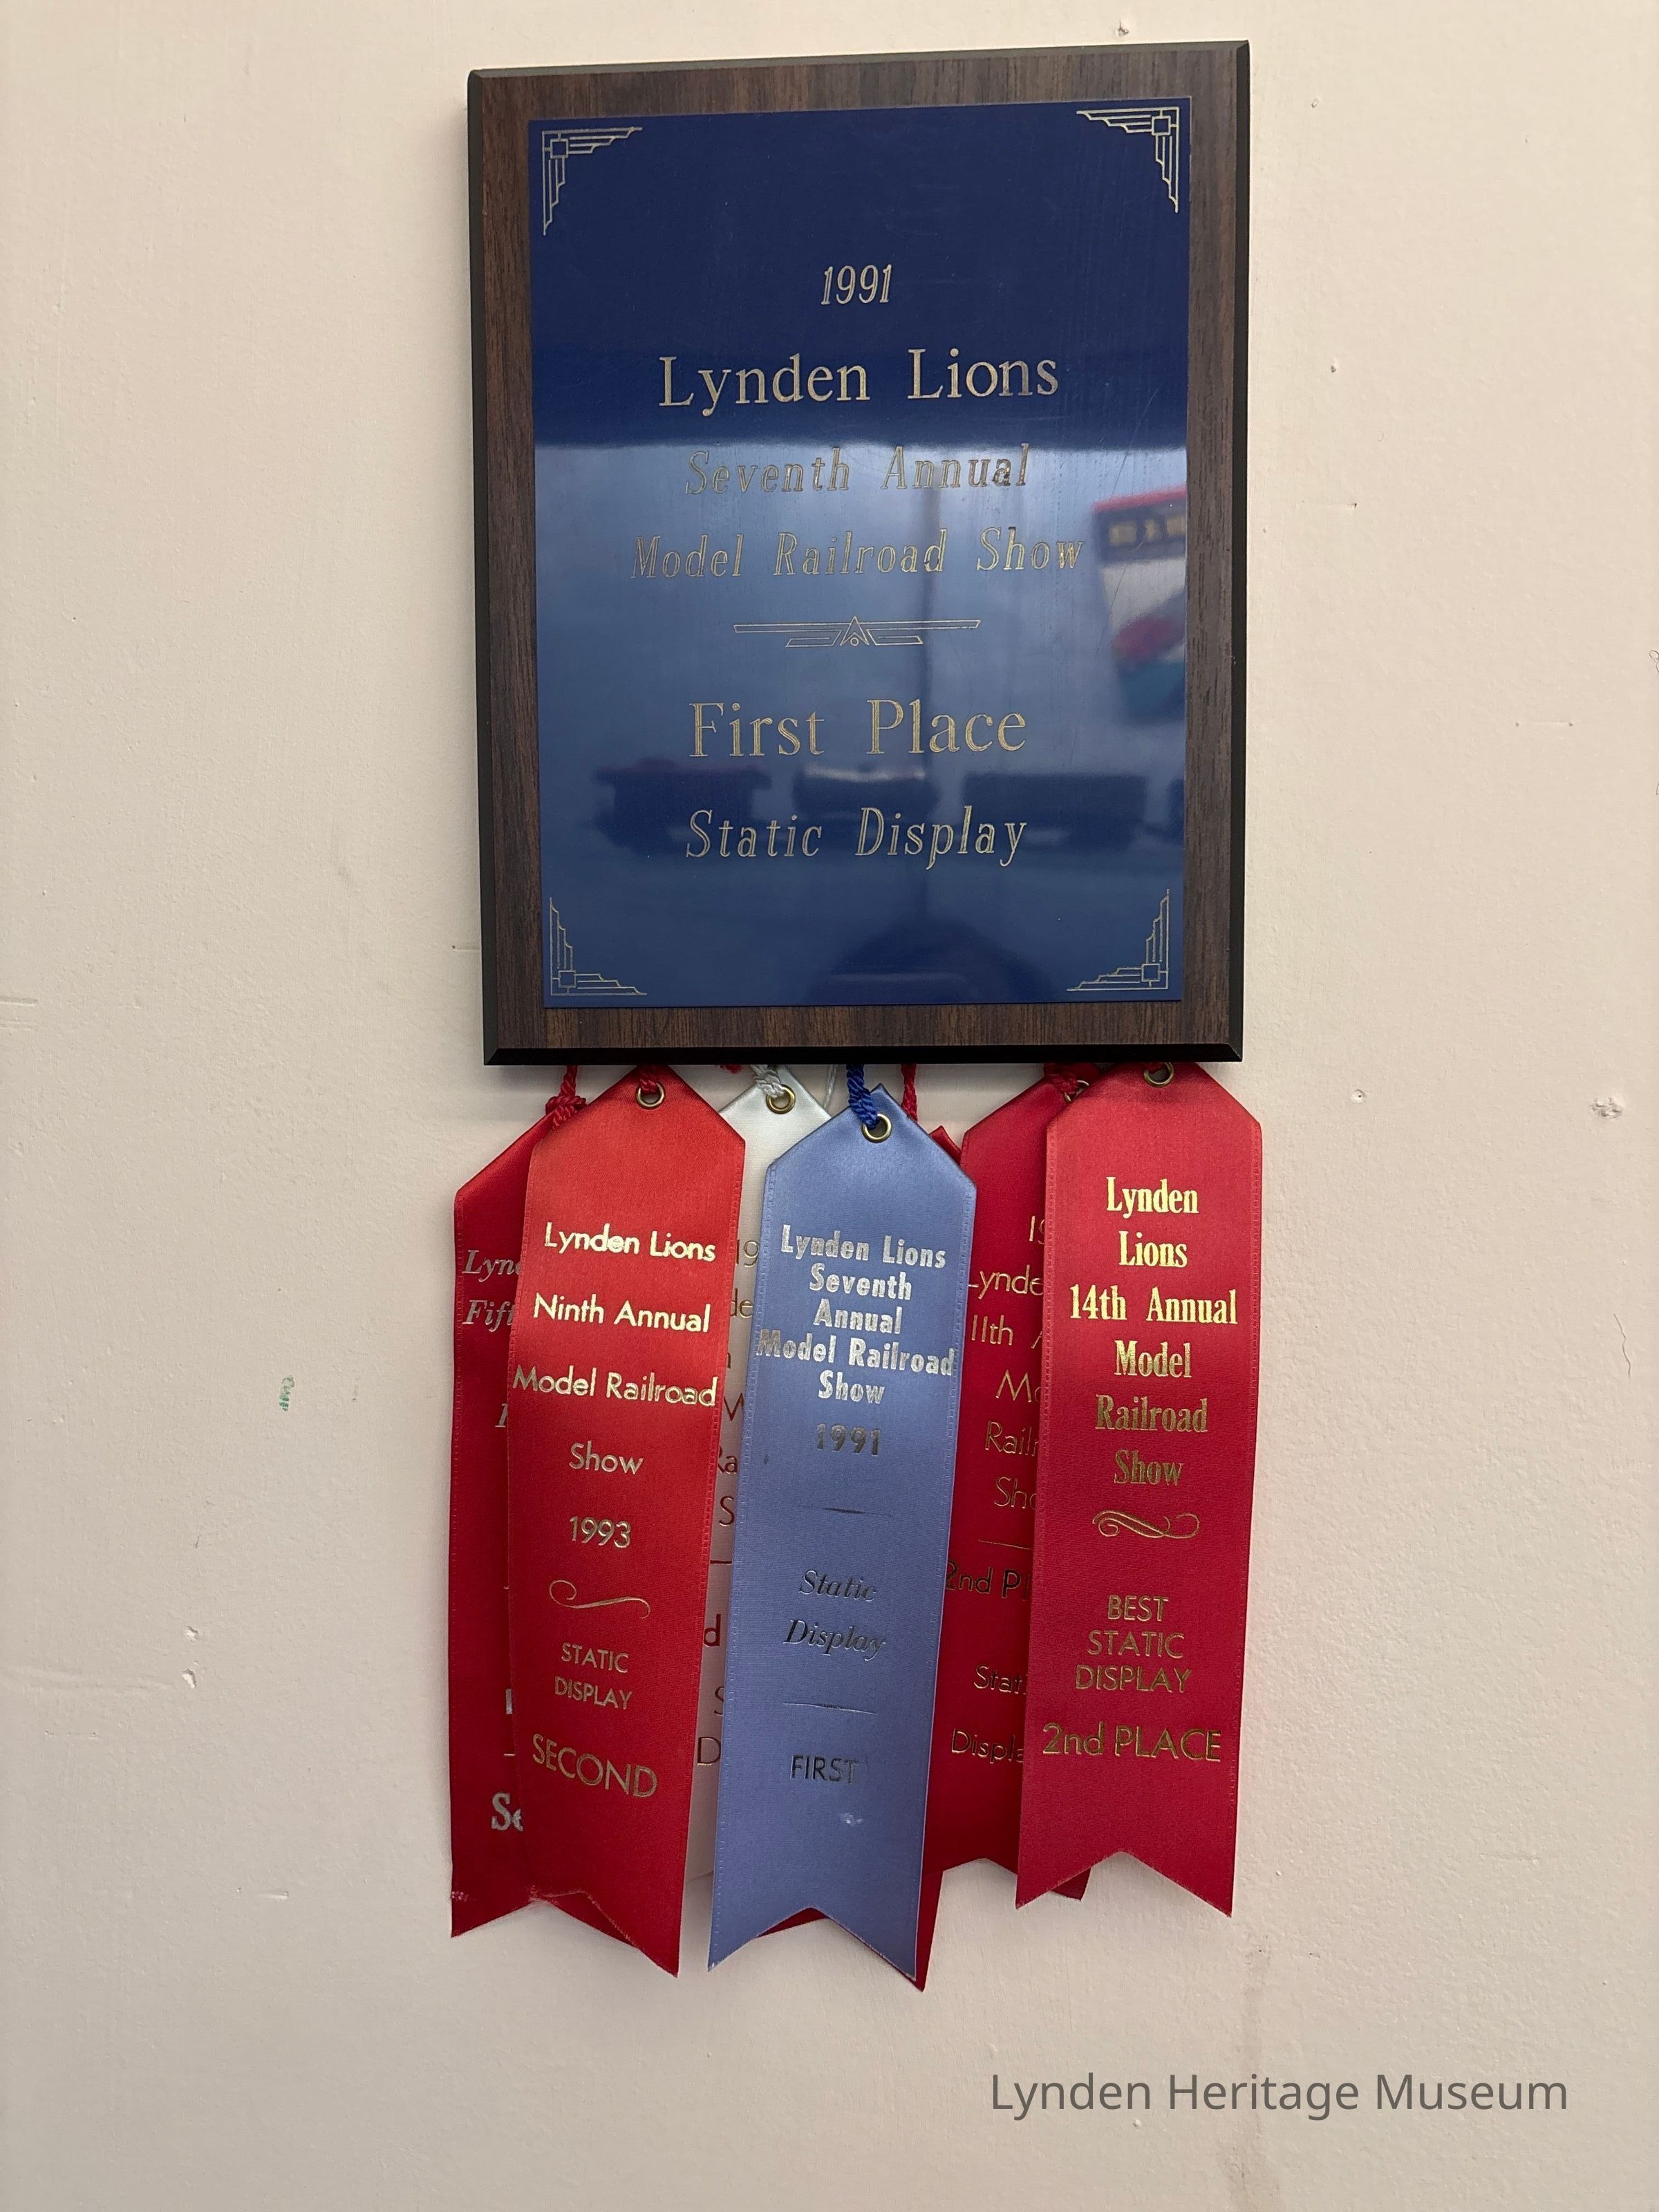 1991
Lynden Lions
Seventh Annual
Model Railroad Show
First Place
Static Display
Lynden Lions
Ninth Annual
Model Railroad
Show
1993
STATIC
DISPLAY
SECOND
Lynden Lions
Seventh
Annual
Model Railroad
Show
1991
Static
Display
FIRST
11th
2nd
Lynden
Lions
14th Annual
Model
Railroad
Show
BEST
STATIC
DISPLAY
2nd PLACE
Lynden Heritage Museum